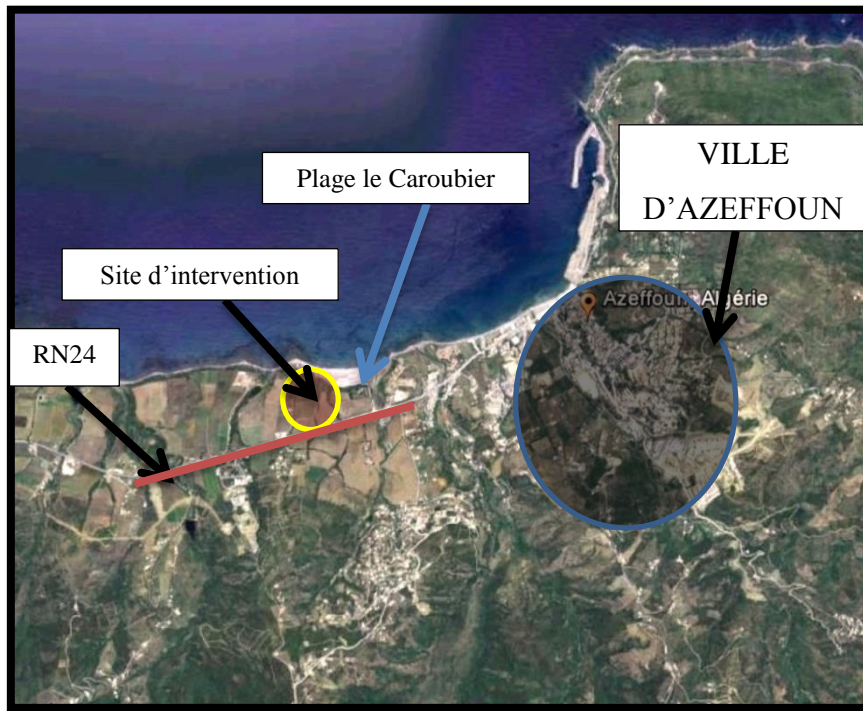 VILLE
D'AZEFFOUN
Plage le Caroubier
Site d'intervention
Azeffoun, Algérie
RN24